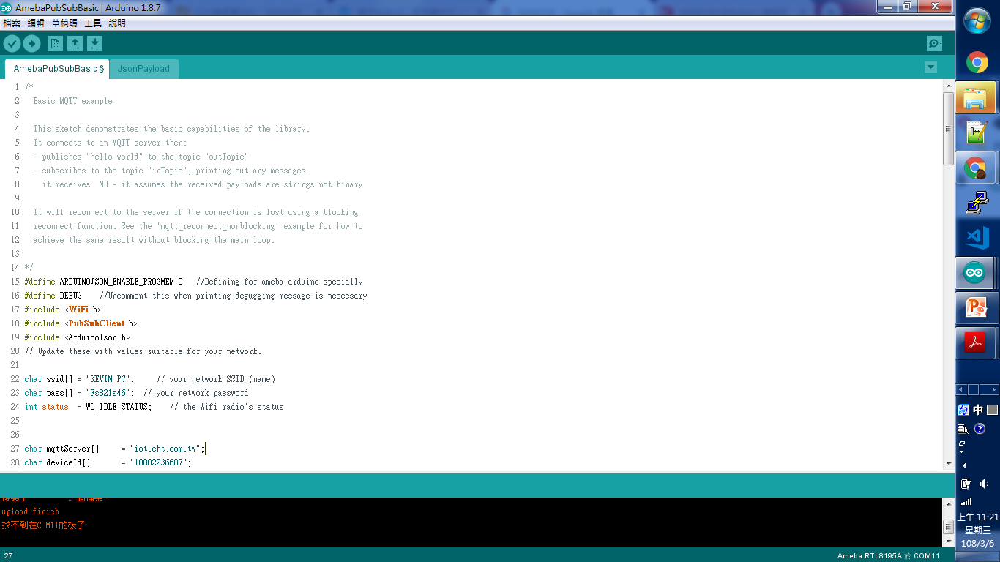 AmebaPubSubBasic | Arduino 1.8.7
檔案 編輯 草稿碼 工具 說明
AmebaPubSubBasic § JsonPayload
1 /*
2 Basic MQTT example
3
4 This sketch demonstrates the basic capabilities of the library.
5 It connects to an MQTT server then:
6 - publishes "hello world" to the topic "outTopic"
7 - subscribes to the topic "inTopic", printing out any messages
8 it receives. NB - it assumes the received payloads are strings not binary
9
10 It will reconnect to the server if the connection is lost using a blocking
11 reconnect function. See the 'mqtt_reconnect_nonblocking' example for how to
12 achieve the same result without blocking the main loop.
13
14 */
15 #define ARDUINOJSON_ENABLE_PROGMEM 0 //Defining for ameba arduino specially
16 #define DEBUG //Uncomment this when printing degugging message is necessary
17 #include <WiFi.h>
18 #include <PubSubClient.h>
19 #include <ArduinoJson.h>
20 // Update these with values suitable for your network.
21
22 char ssid[] = "KEVIN_PC"; // your network SSID (name)
23 char pass[] = "Fs821s46"; // your network password
24 int status = WL_IDLE_STATUS; // the Wifi radio's status
25
26
27 char mqttServer[] = "iot.cht.com.tw";
28 char deviceId[] = "10802236687";
upload finish
找不到在COM11的板子
27
Ameba RTL8195A 於 COM11
中
上午 11:21
星期三
108/3/6